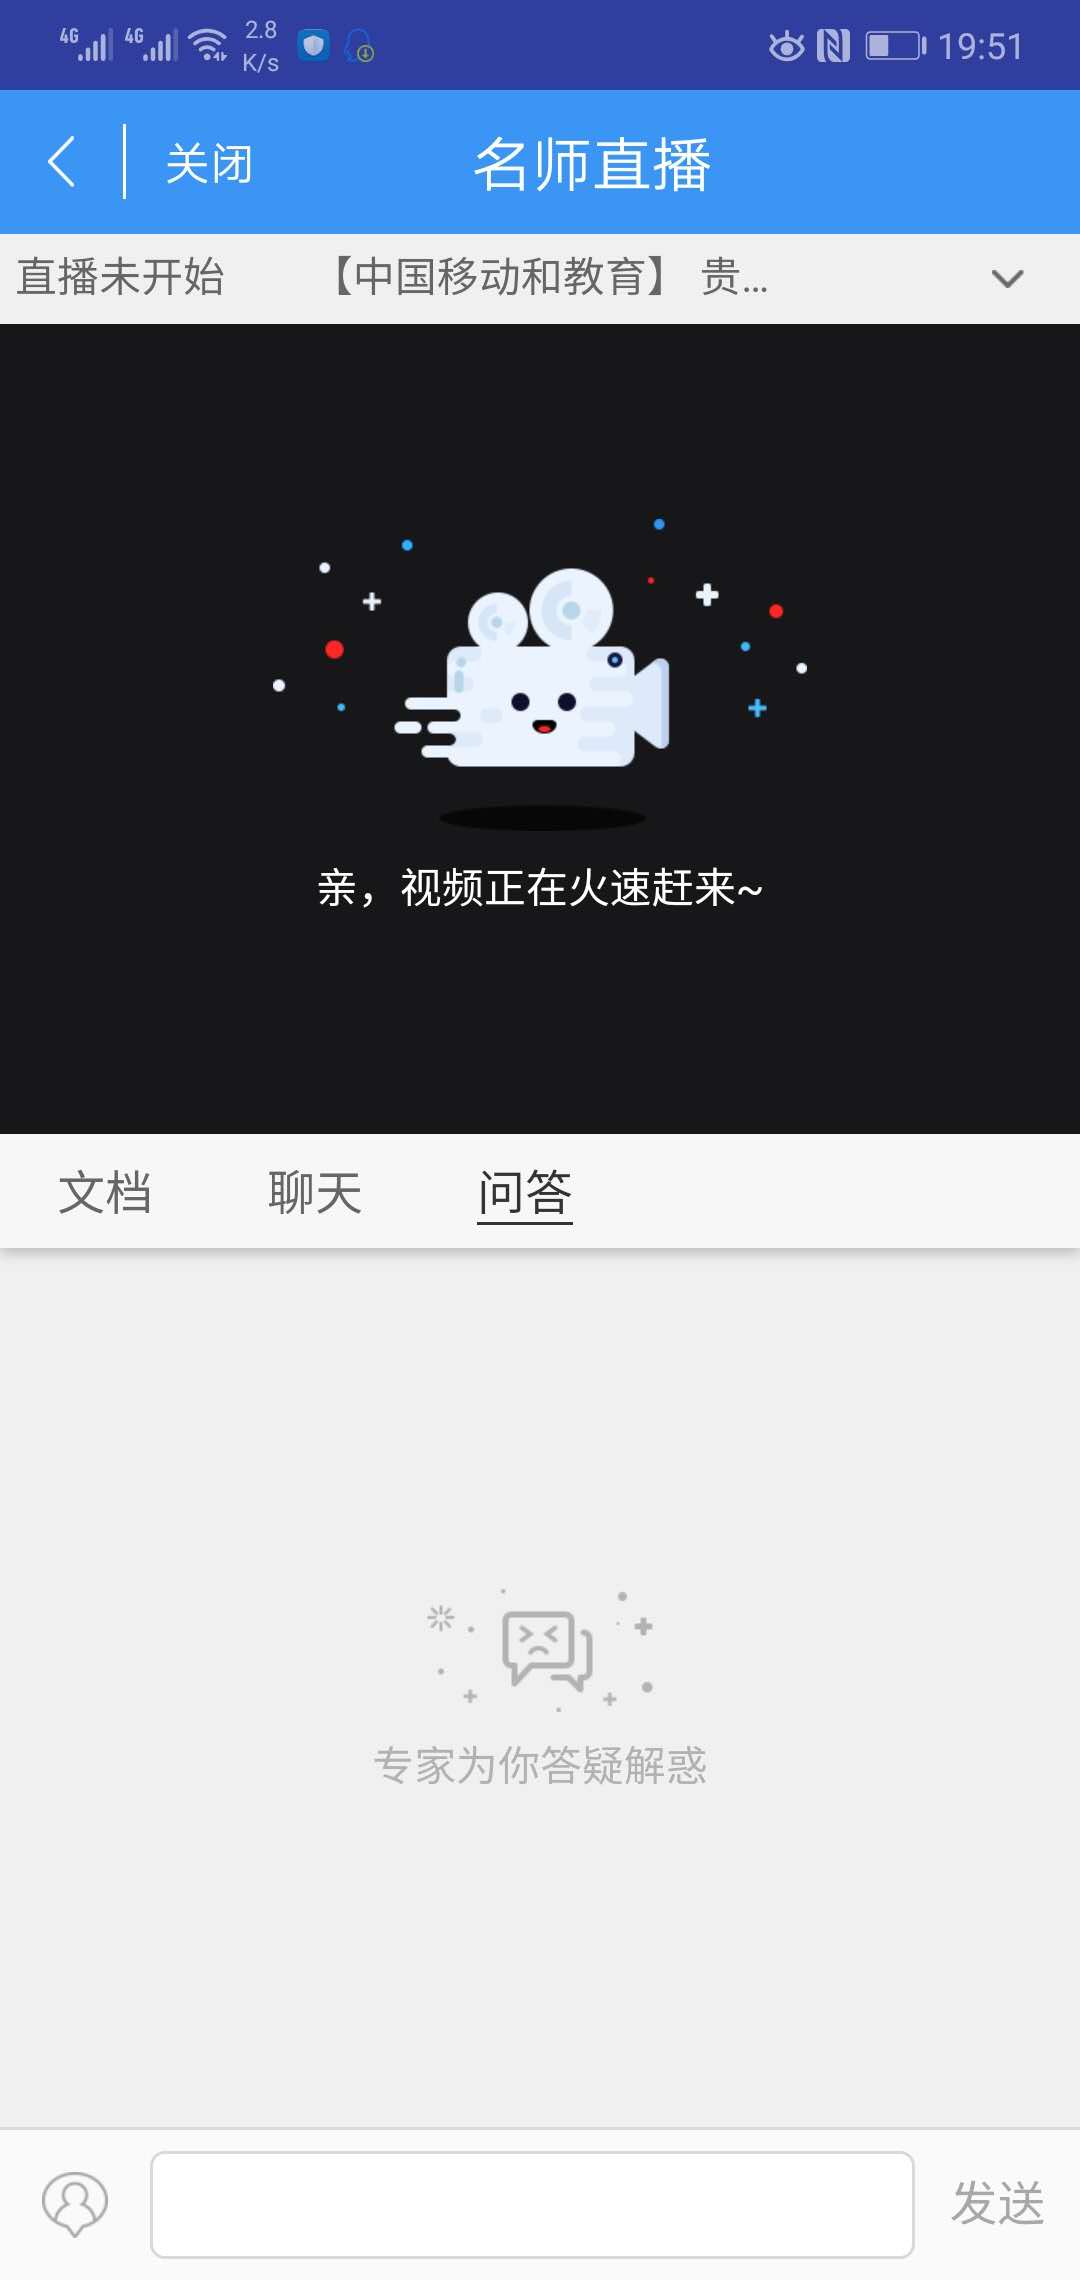 4G 4G 2.8 K/s 19:51
关闭 名师直播
直播未开始 【中国移动和教育】 贵...
亲，视频正在火速赶来~
文档 聊天 问答
专家为你答疑解惑
发送